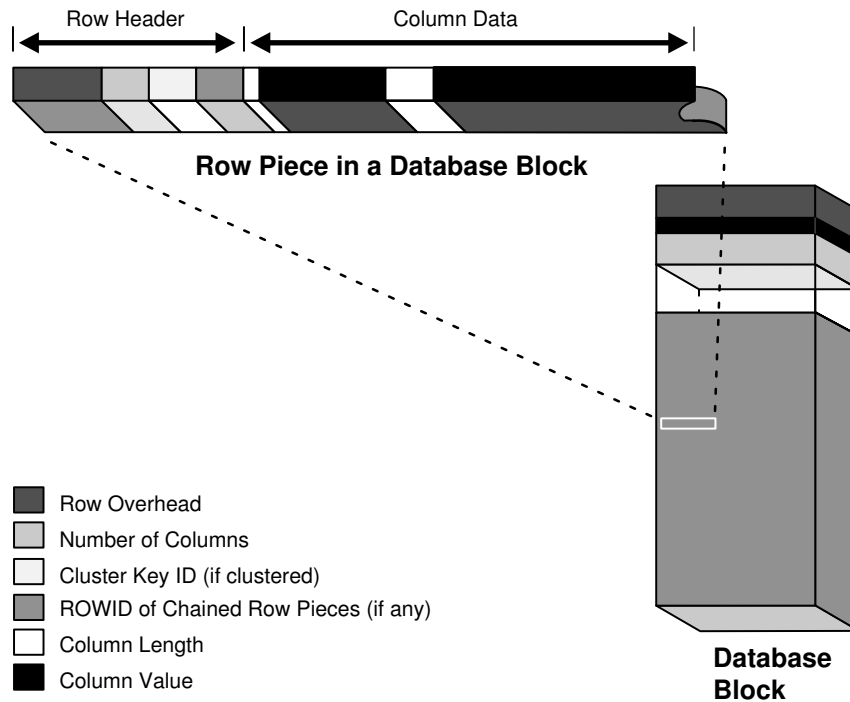 Row Header
Column Data
Row Piece in a Database Block
Row Overhead
Number of Columns
Cluster Key ID (if clustered)
ROWID of Chained Row Pieces (if any)
Column Length
Column Value
Database
Block